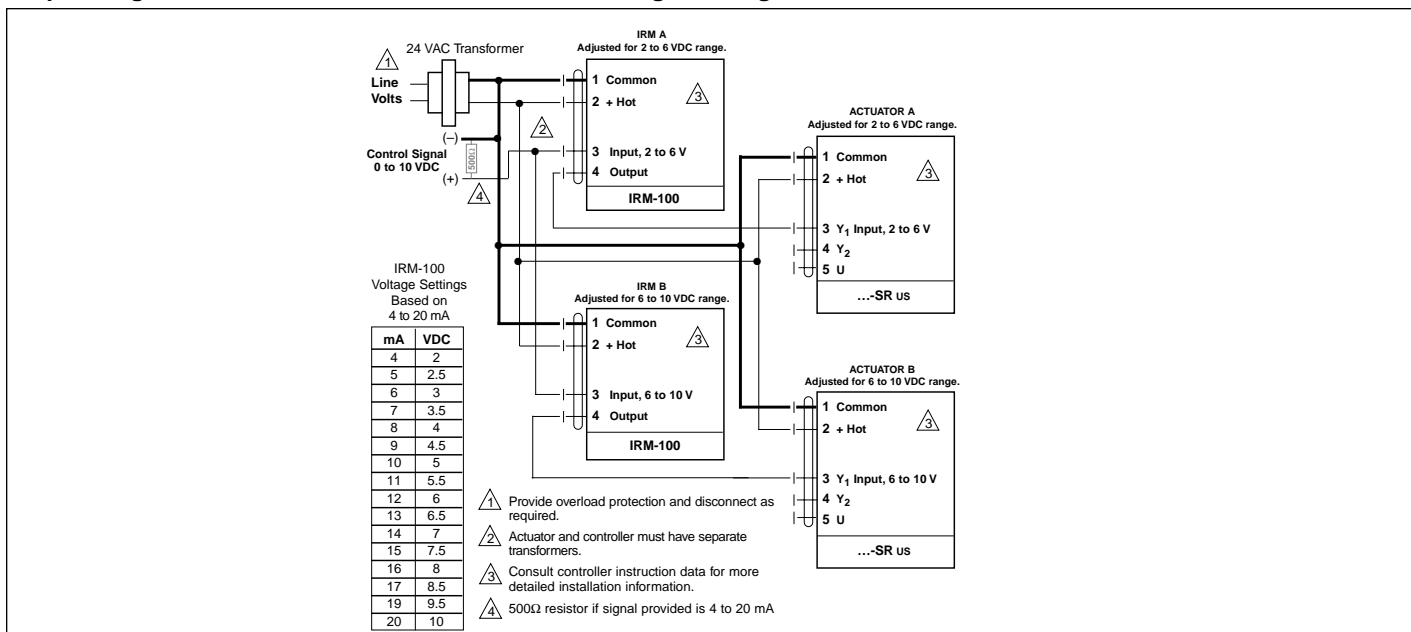 IRM A
Adjusted for 2 to 6 VDC range.
24 VAC Transformer
1
Line
Volts
1 Common
2 + Hot
3
2
3 Input, 2 to 6 V
4 Output
IRM-100
(–)
Control Signal
0 to 10 VDC
500Ω
(+)
4
ACTUATOR A
Adjusted for 2 to 6 VDC range.
1 Common
2 + Hot
3
3 Y1 Input, 2 to 6 V
4 Y2
5 U
...-SR US
IRM B
Adjusted for 6 to 10 VDC range.
1 Common
2 + Hot
3
3 Input, 6 to 10 V
4 Output
IRM-100
ACTUATOR B
Adjusted for 6 to 10 VDC range.
1 Common
2 + Hot
3
3 Y1 Input, 6 to 10 V
4 Y2
5 U
...-SR US
IRM-100
Voltage Settings
Based on
4 to 20 mA
mA VDC
4 2
5 2.5
6 3
7 3.5
8 4
9 4.5
10 5
11 5.5
12 6
13 6.5
14 7
15 7.5
16 8
17 8.5
19 9.5
20 10
1 Provide overload protection and disconnect as
required.
2 Actuator and controller must have separate
transformers.
3 Consult controller instruction data for more
detailed installation information.
4 500Ω resistor if signal provided is 4 to 20 mA